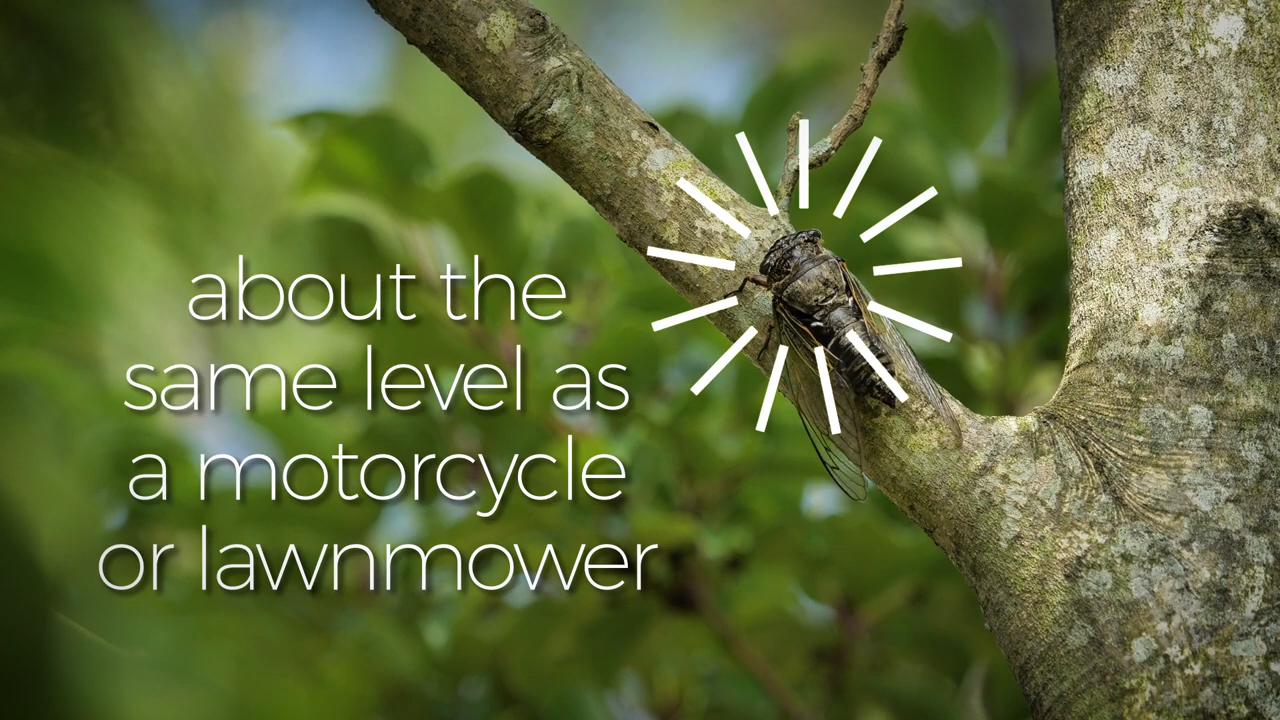 about the
same level as
a motorcycle
or lawnmower